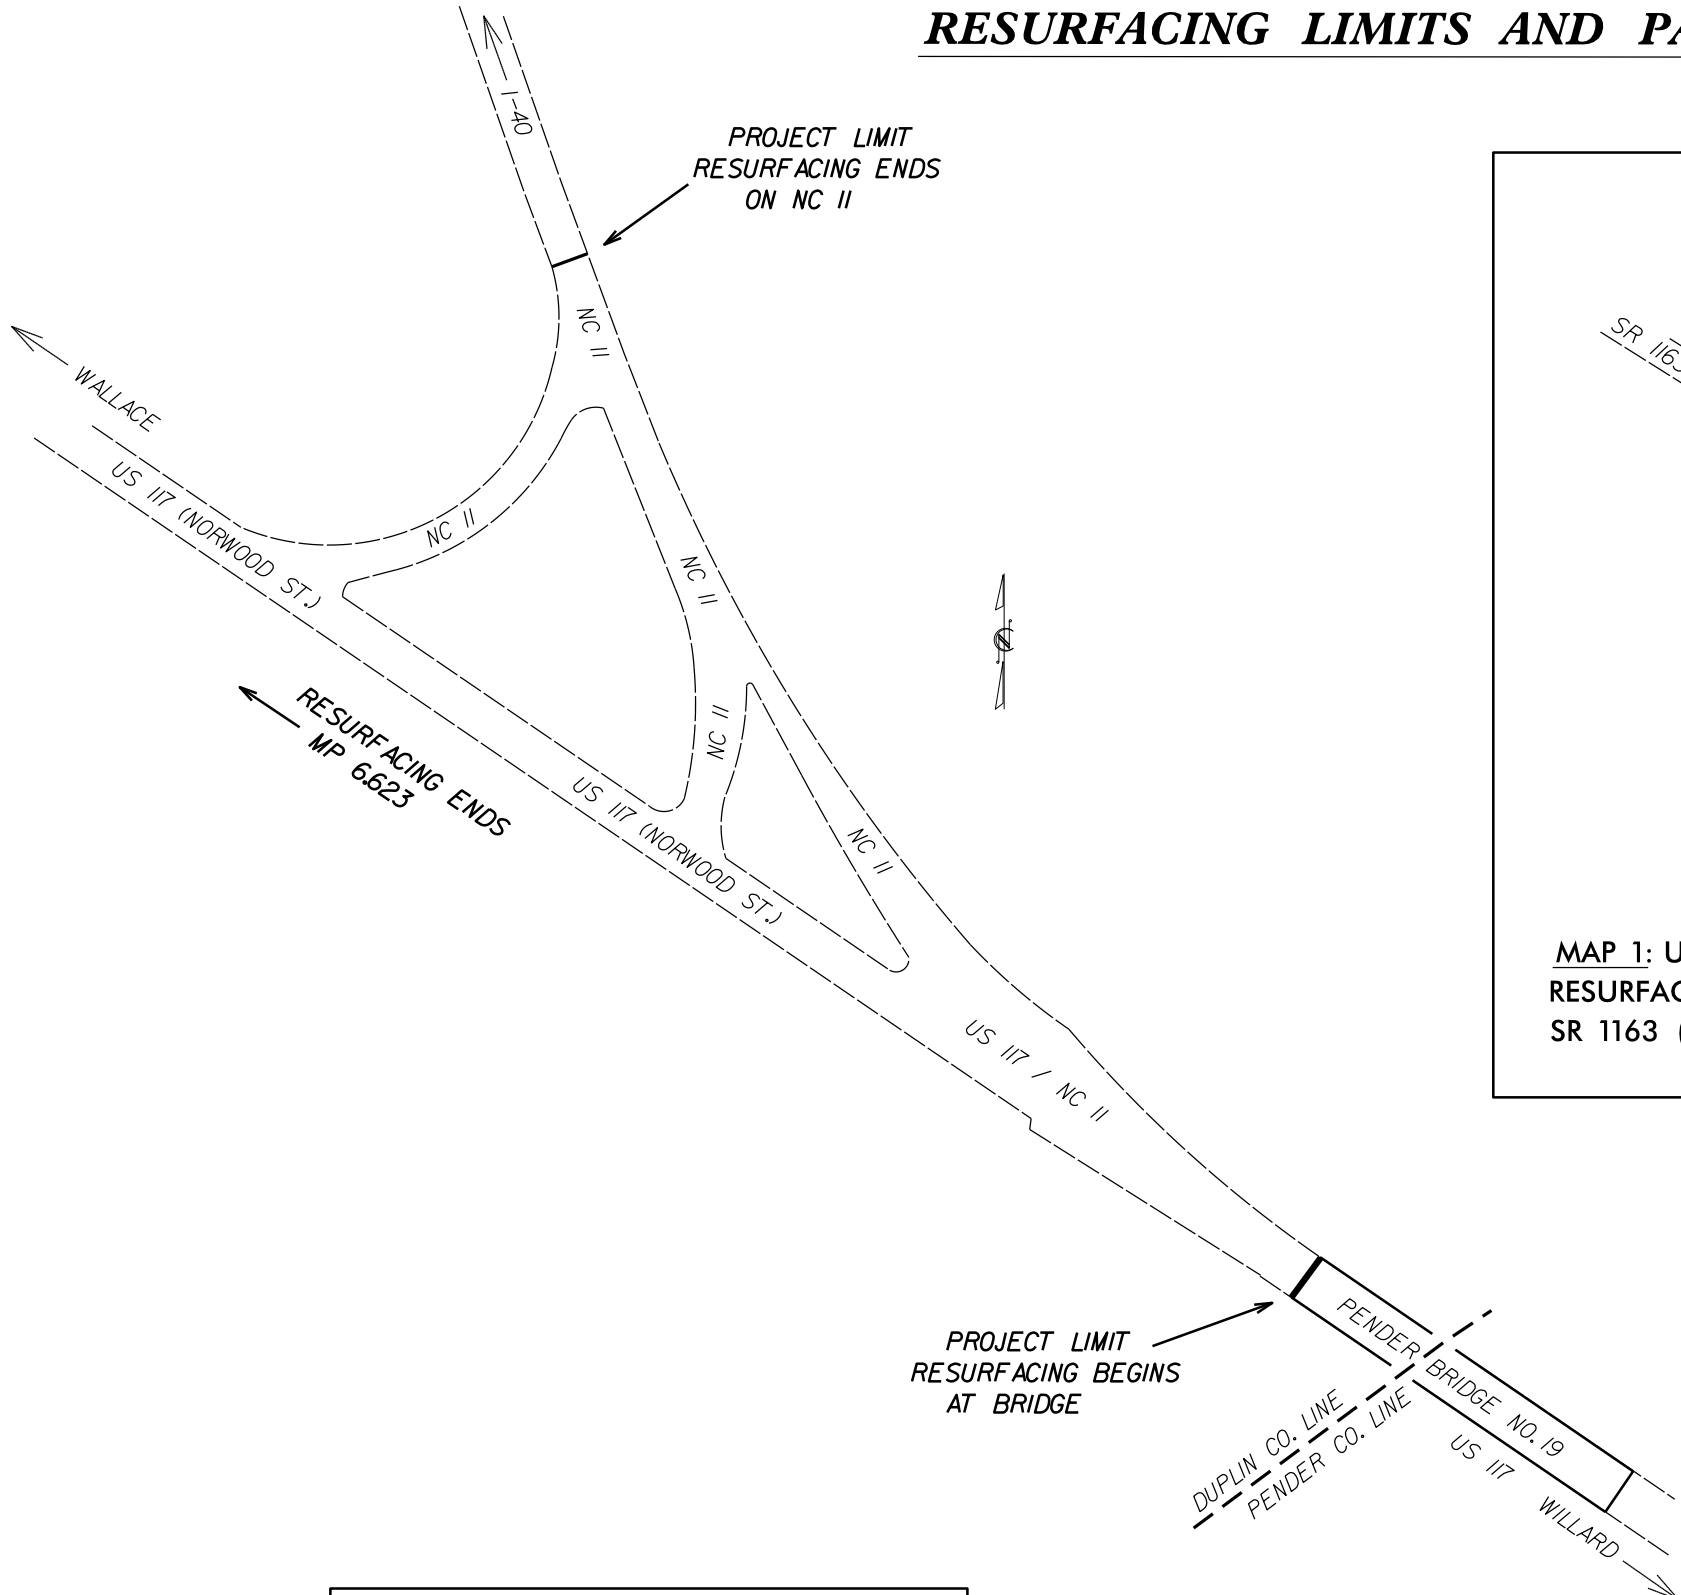 RESURFACING LIMITS AND PA
I-40
PROJECT LIMIT
RESURFACING ENDS
ON NC 11
NC 11
SR 1163
WALLACE
US 117 (NORWOOD ST.)
NC 11
NC 11
RESURFACING ENDS
MP 6.623
NC 11
US 117 (NORWOOD ST.)
NC 11
MAP 1: U
RESURFAC
SR 1163 (
US 117 / NC 11
PROJECT LIMIT
RESURFACING BEGINS
AT BRIDGE
PENDER BRIDGE NO. 19
DUPLIN CO. LINE
PENDER CO. LINE
US 117
WILLARD